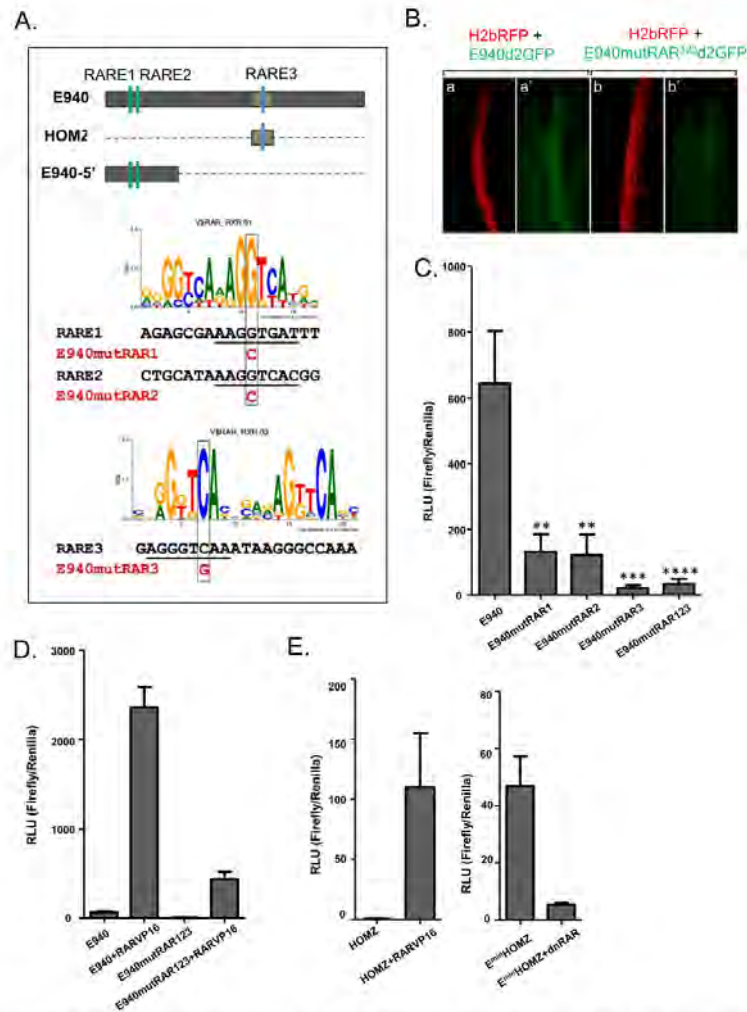 A.
RARE1 RARE2
RARE3
E940
HOMZ
E940-5'
RARE1
AGAGCGAAAGGTGATTT
E940mutRAR1
C
RARE2
CTGCATAAAGGTCACGG
E940mutRAR2
C
RARE3
GAGGGTCAAATAAGGGCCAAA
E940mutRAR3
G
B.
H2bRFP +
E940d2GFP
H2bRFP +
a
a'
b
b'
C.
1000
800
600
400
200
0
RLU (Firefly/Renilla)
**
**
***
****
E940
E940mutRAR1
E940mutRAR2
E940mutRAR3
E940mutRAR123
D.
3000
2000
1000
0
RLU (Firefly/Renilla)
E940
E940+RARVP16
E940mutRAR123
E940mutRAR123+RARVP16
E.
200
150
100
50
0
RLU (Firefly/Renilla)
HOMZ
HOMZ+RARVP16
80
60
40
20
0
RLU (Firefly/Renilla)